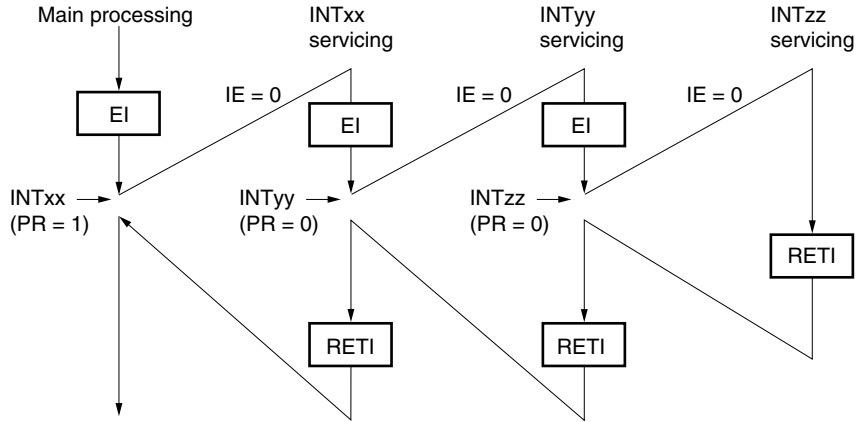 Main processing
INTxx
servicing
INTyy
servicing
INTzz
servicing
IE = 0
IE = 0
IE = 0
EI
EI
EI
INTxx
(PR = 1)
INTyy
(PR = 0)
INTzz
(PR = 0)
RETI
RETI
RETI